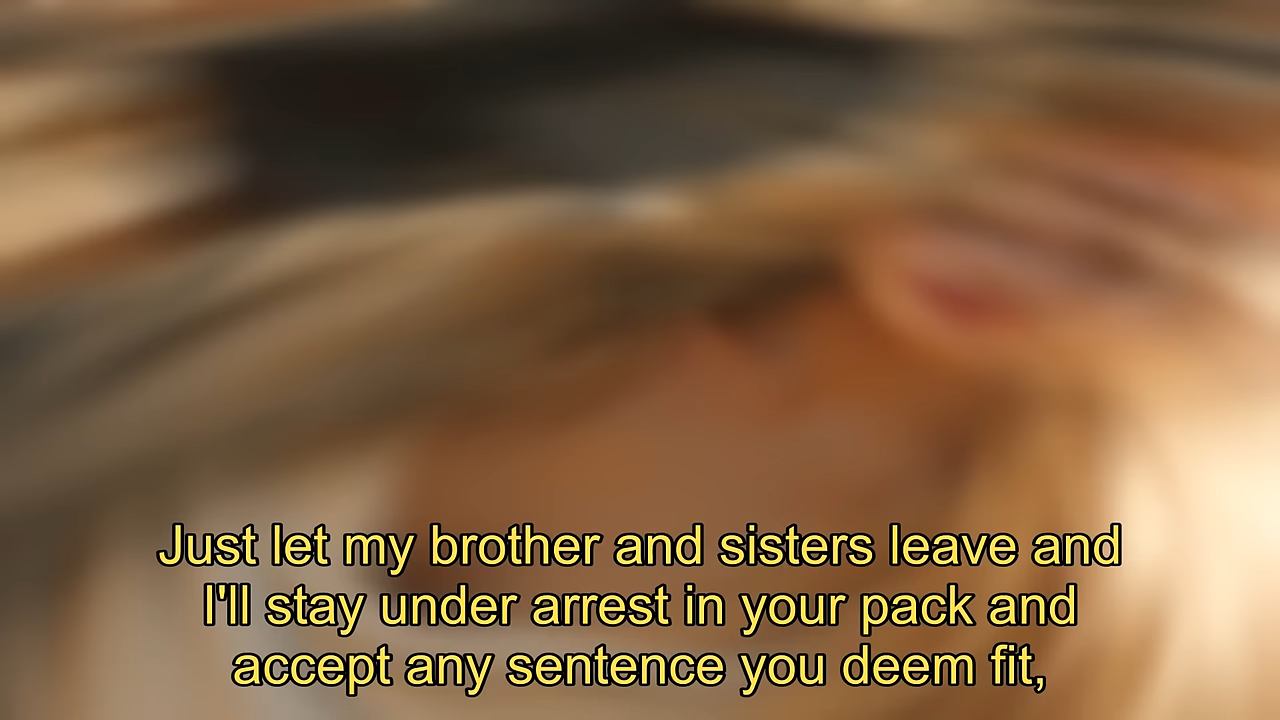 Just let my brother and sisters leave and
I'll stay under arrest in your pack and
accept any sentence you deem fit,